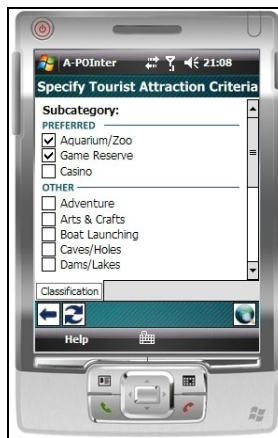 A-POInter 21:08
Specify Tourist Attraction Criteria
Subcategory:
PREFERRED
Aquarium/Zoo
Game Reserve
Casino
OTHER
Adventure
Arts & Crafts
Boat Launching
Caves/Holes
Dams/Lakes
Classification
Help